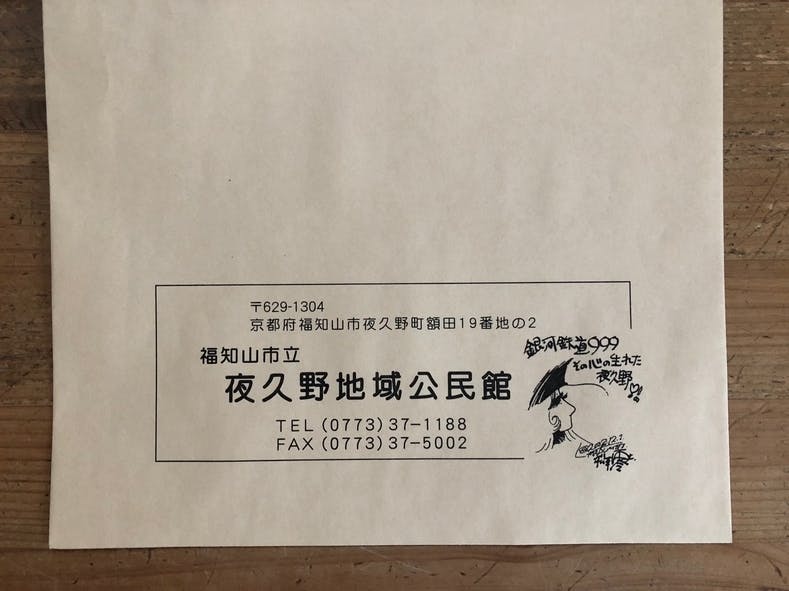 〒629-1304
京都府福知山市夜久野町額田19番地の2
福知山市立
夜久野地域公民館
TEL(0773)37-1188
FAX(0773)37-5002
銀河鉄道999
その心の生れた
夜久野